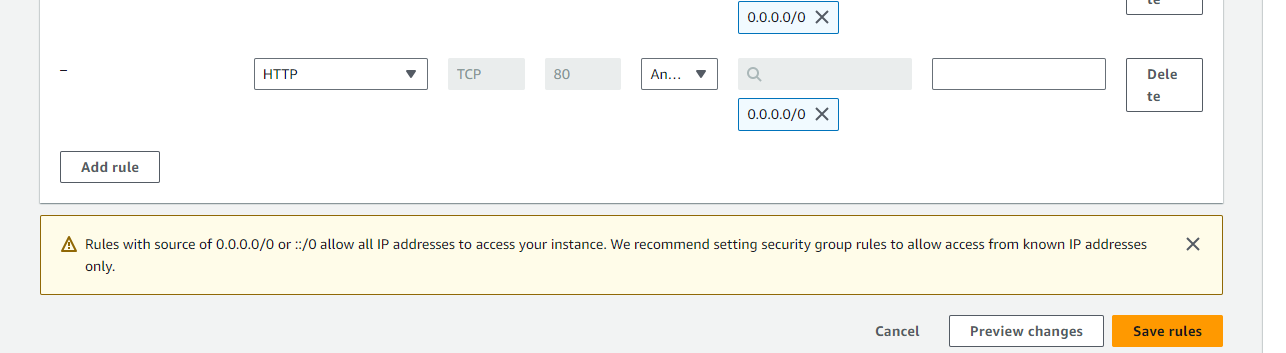 te
0.0.0.0/0
–
HTTP
TCP
80
An...
Dele
te
0.0.0.0/0
Add rule
Rules with source of 0.0.0.0/0 or ::/0 allow all IP addresses to access your instance. We recommend setting security group rules to allow access from known IP addresses
only.
Cancel
Preview changes
Save rules